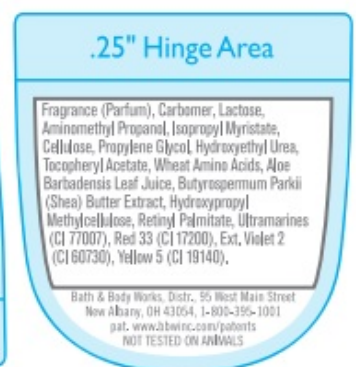 .25" Hinge Area
Fragrance (Parfum), Carbomer, Lactose,
Aminomethyl Propanol, Isopropyl Myristate,
Cellulose, Propylene Glycol, Hydroxyethyl Urea,
Tocopheryl Acetate, Wheat Amino Acids, Aloe
Barbadensis Leaf Juice, Butyrospermum Parkii
(Shea) Butter Extract, Hydroxypropyl
Methylcellulose, Retinyl Palmitate, Ultramarines
(CI 77007), Red 33 (CI 17200), Ext. Violet 2
(CI 60730), Yellow 5 (CI 19140).
Bath & Body Works, Distr., 95 West Main Street
New Albany, OH 43054, 1-800-395-1001
pat. www.bbwinc.com/patents
NOT TESTED ON ANIMALS